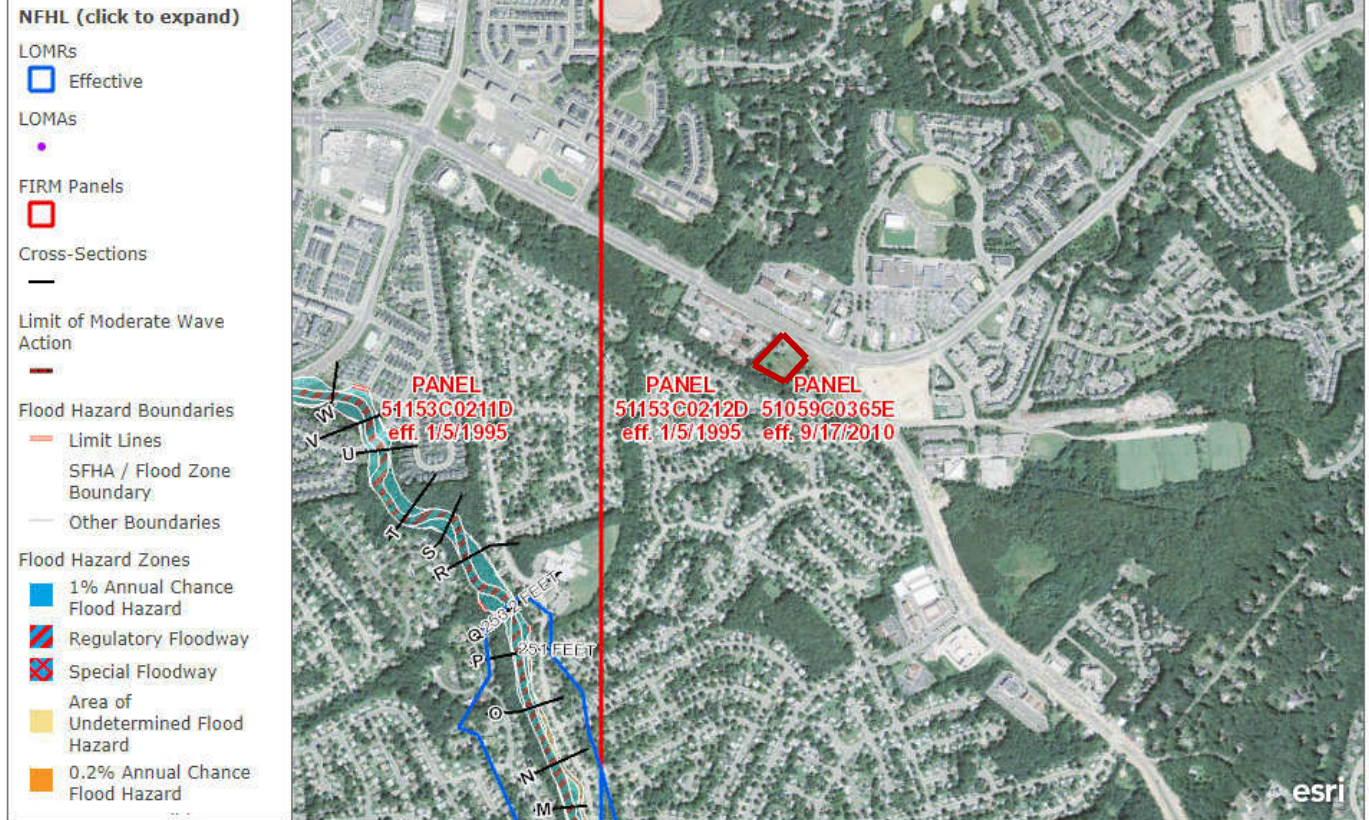 NFHL (click to expand)
LOMRs
Effective
LOMAs
FIRM Panels
Cross-Sections
Limit of Moderate Wave
Action
Flood Hazard Boundaries
Limit Lines
SFHA / Flood Zone
Boundary
Other Boundaries
Flood Hazard Zones
1% Annual Chance
Flood Hazard
Regulatory Floodway
Special Floodway
Area of
Undetermined Flood
Hazard
0.2% Annual Chance
Flood Hazard
PANEL
51153C0211D
eff. 1/5/1995
PANEL
51153C0212D
eff. 1/5/1995
PANEL
51059C0365E
eff. 9/17/2010
W
V
U
T
S
R
Q
253.2 FEET
P
251 FEET
O
N
M
esri